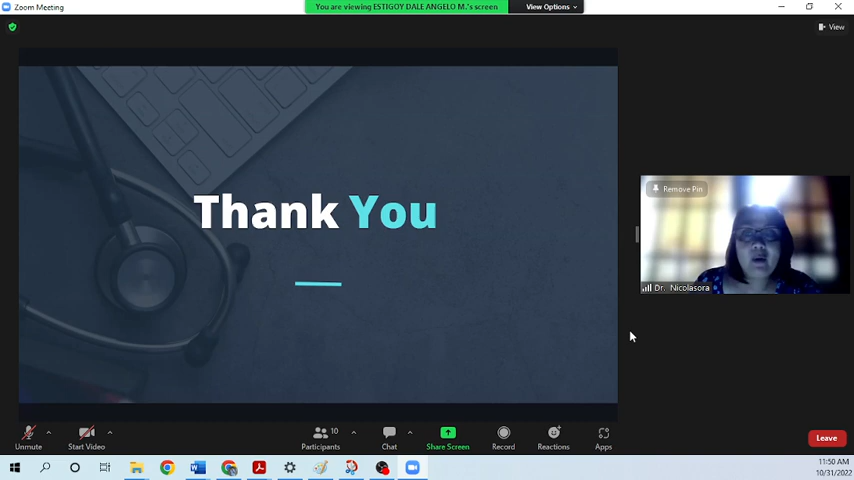 Zoom Meeting
You are viewing ESTIGOY DALE ANGELO M.'s screen
View Options
View
Thank You
Remove Pin
Dr. Nicolasora
Unmute
Start Video
10
Participants
Chat
Share Screen
Record
Reactions
Apps
Leave
11:50 AM
10/31/2022